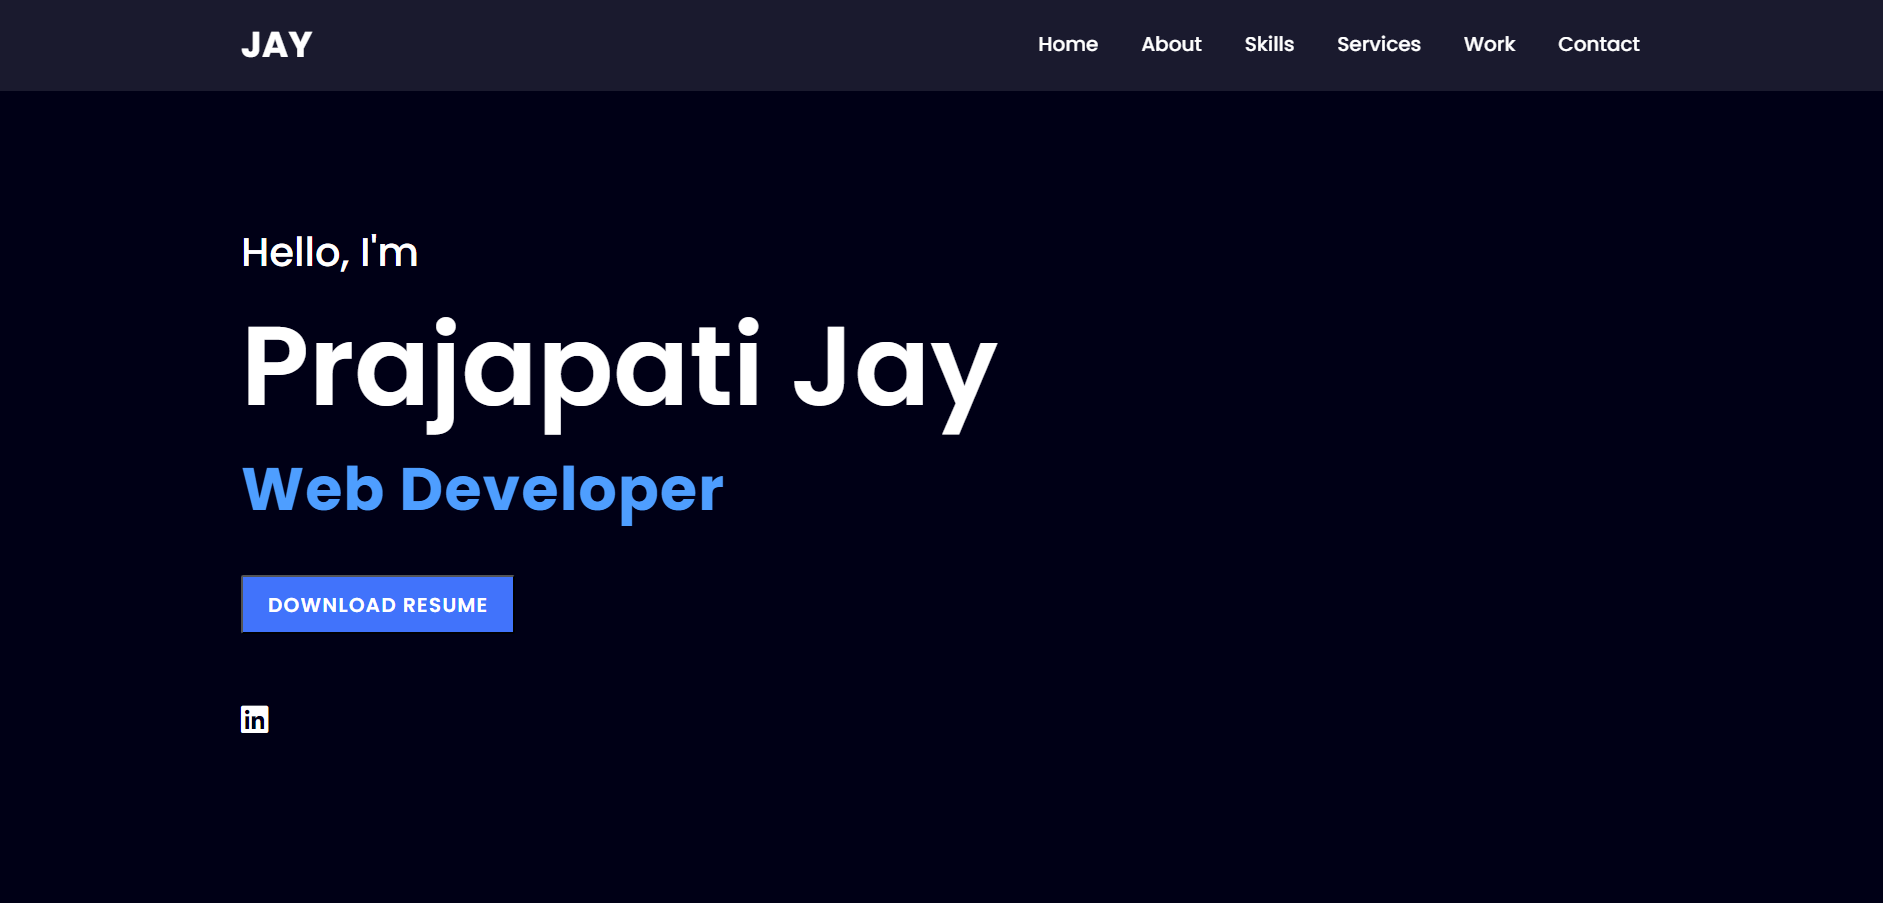 JAY
Home About Skills Services Work Contact
Hello, I'm
Prajapati Jay
Web Developer
DOWNLOAD RESUME
in